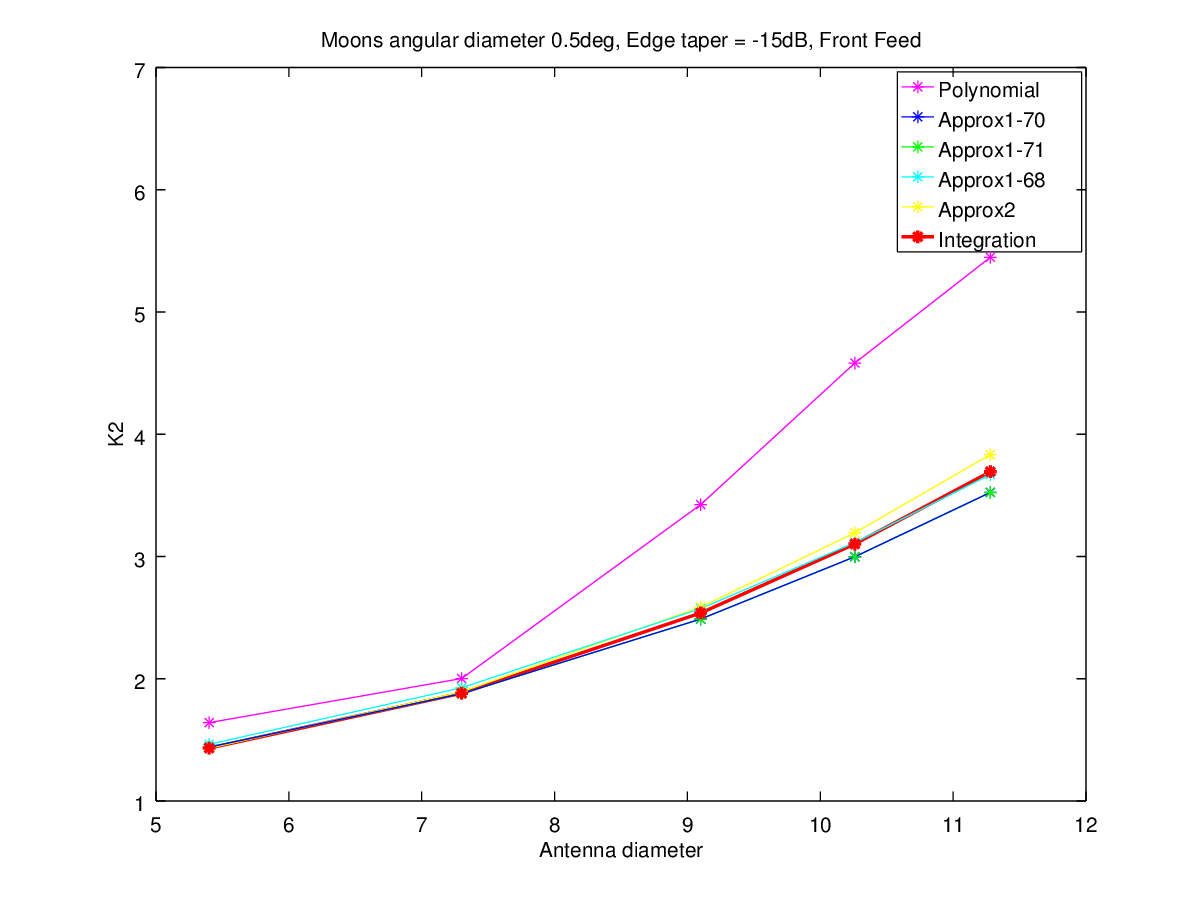 Moons angular diameter 0.5deg, Edge taper = -15dB, Front Feed
7
6
5
4
3
2
1
K2
Polynomial
Approx1-70
Approx1-71
Approx1-68
Approx2
Integration
5 6 7 8 9 10 11 12
Antenna diameter